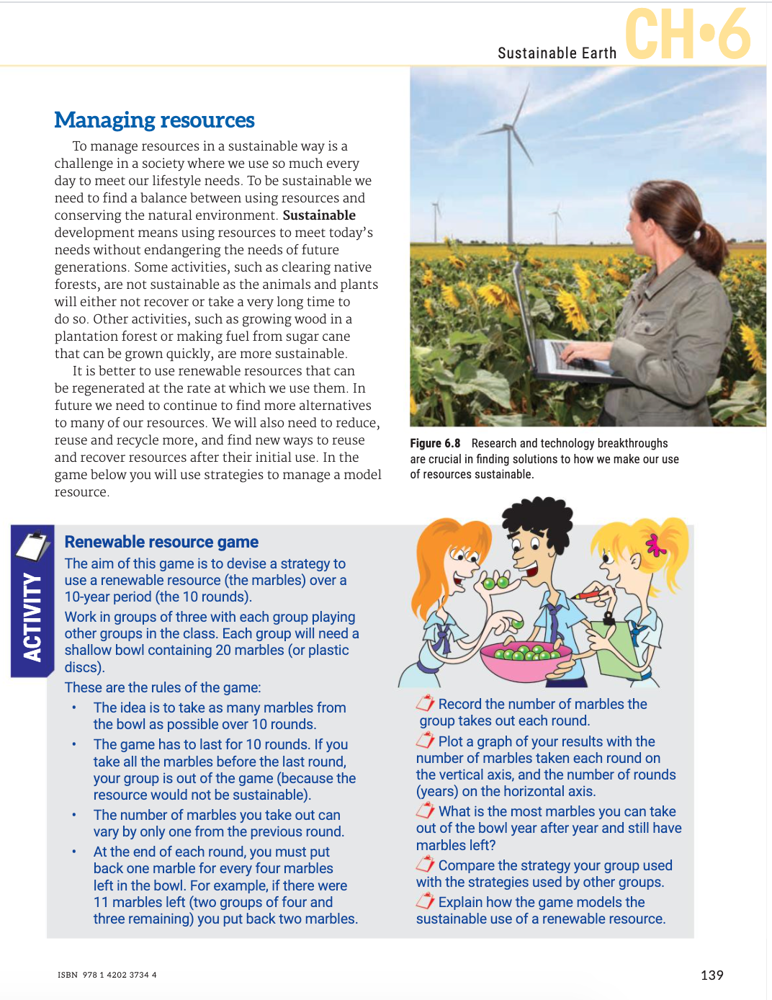 Sustainable Earth
CH•6
Managing resources
To manage resources in a sustainable way is a
challenge in a society where we use so much every
day to meet our lifestyle needs. To be sustainable we
need to find a balance between using resources and
conserving the natural environment. Sustainable
development means using resources to meet today’s
needs without endangering the needs of future
generations. Some activities, such as clearing native
forests, are not sustainable as the animals and plants
will either not recover or take a very long time to
do so. Other activities, such as growing wood in a
plantation forest or making fuel from sugar cane
that can be grown quickly, are more sustainable.
It is better to use renewable resources that can
be regenerated at the rate at which we use them. In
future we need to continue to find more alternatives
to many of our resources. We will also need to reduce,
reuse and recycle more, and find new ways to reuse
and recover resources after their initial use. In the
game below you will use strategies to manage a model
resource.
Figure 6.8 Research and technology breakthroughs
are crucial in finding solutions to how we make our use
of resources sustainable.
ACTIVITY
Renewable resource game
The aim of this game is to devise a strategy to
use a renewable resource (the marbles) over a
10-year period (the 10 rounds).
Work in groups of three with each group playing
other groups in the class. Each group will need a
shallow bowl containing 20 marbles (or plastic
discs).
These are the rules of the game:
• The idea is to take as many marbles from
the bowl as possible over 10 rounds.
• The game has to last for 10 rounds. If you
take all the marbles before the last round,
your group is out of the game (because the
resource would not be sustainable).
• The number of marbles you take out can
vary by only one from the previous round.
• At the end of each round, you must put
back one marble for every four marbles
left in the bowl. For example, if there were
11 marbles left (two groups of four and
three remaining) you put back two marbles.
Record the number of marbles the
group takes out each round.
Plot a graph of your results with the
number of marbles taken each round on
the vertical axis, and the number of rounds
(years) on the horizontal axis.
What is the most marbles you can take
out of the bowl year after year and still have
marbles left?
Compare the strategy your group used
with the strategies used by other groups.
Explain how the game models the
sustainable use of a renewable resource.
ISBN 978 1 4202 3734 4
139